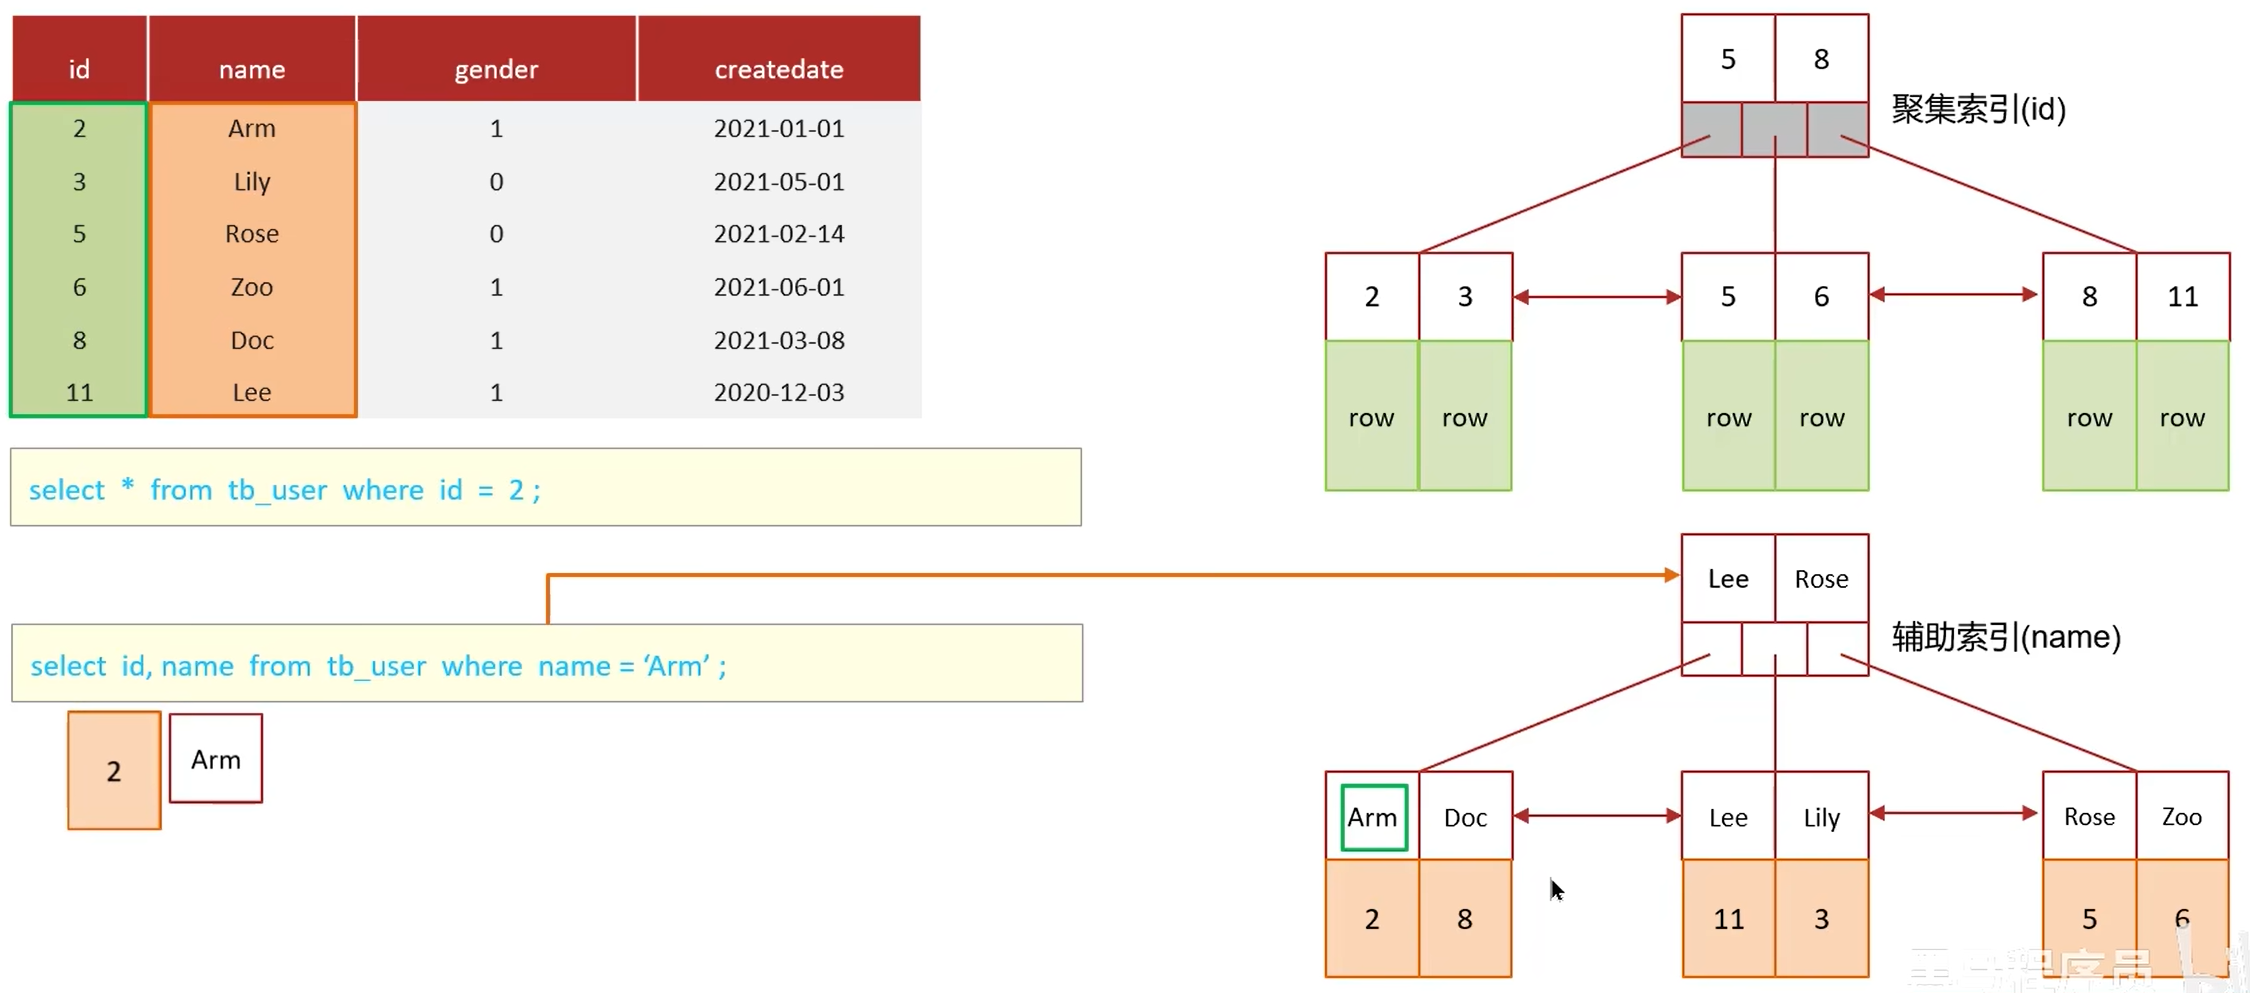 id name gender createdate
2 Arm 1 2021-01-01
3 Lily 0 2021-05-01
5 Rose 0 2021-02-14
6 Zoo 1 2021-06-01
8 Doc 1 2021-03-08
11 Lee 1 2020-12-03
select * from tb_user where id = 2 ;
select id, name from tb_user where name = ‘Arm’ ;
2 Arm
5 8
聚集索引(id)
2 3 5 6 8 11
row row row row row row
Lee Rose
辅助索引(name)
Arm Doc Lee Lily Rose Zoo
2 8 11 3 5 6
程序员